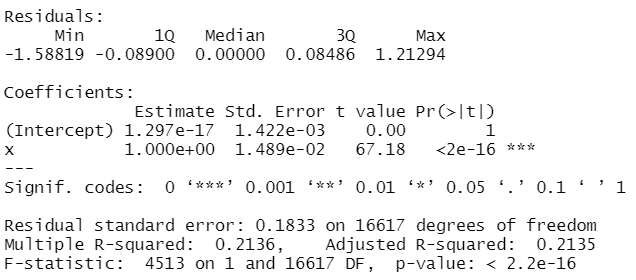 Residuals:
     Min       1Q   Median       3Q      Max
-1.58819 -0.08900  0.00000  0.08486  1.21294

Coefficients:
             Estimate Std. Error t value Pr(>|t|)
(Intercept) 1.297e-17  1.422e-03    0.00        1
x           1.000e+00  1.489e-02   67.18   <2e-16 ***
---
Signif. codes:  0 ‘***’ 0.001 ‘**’ 0.01 ‘*’ 0.05 ‘.’ 0.1 ‘ ’ 1

Residual standard error: 0.1833 on 16617 degrees of freedom
Multiple R-squared:  0.2136,	Adjusted R-squared:  0.2135
F-statistic:  4513 on 1 and 16617 DF,  p-value: < 2.2e-16